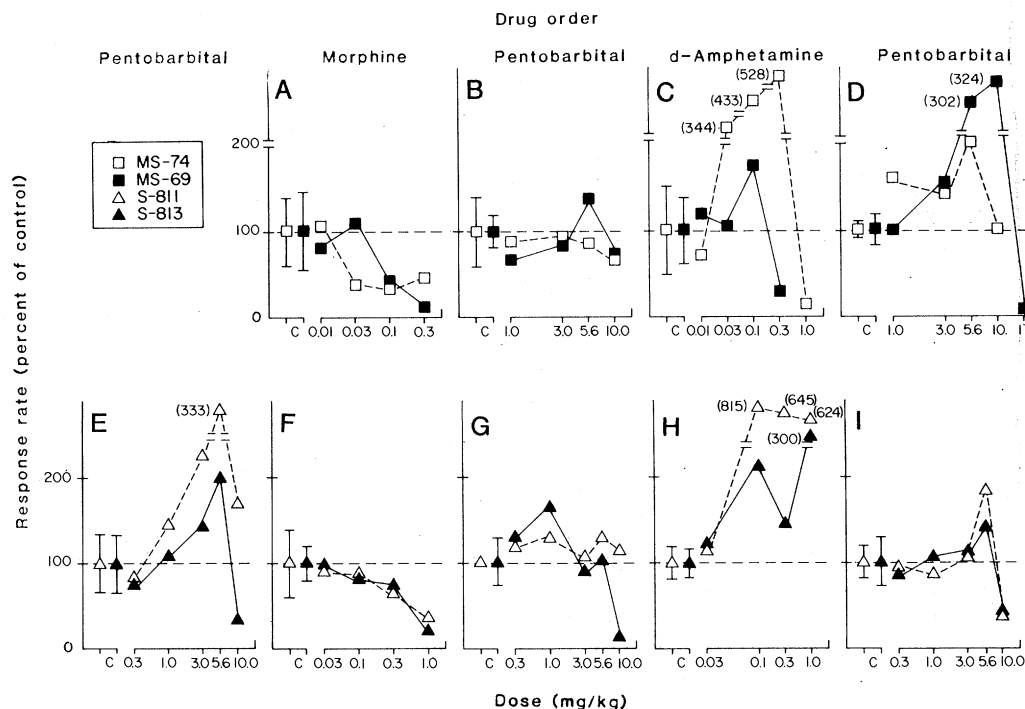 Drug order
Pentobarbital Morphine Pentobarbital d-Amphetamine Pentobarbital
A B C D
(528) (324)
(433) (302)
(344)
MS-74
MS-69
S-811
S-813
200 200
100 100
0 0
C 0.01 0.03 0.1 0.3 C 1.0 3.0 5.6 10.0 C 0.01 0.03 0.1 0.3 1.0 C 1.0 3.0 5.6 10.
E F G H I
(333) (815) (645) (624)
(300)
200
100
0
C 0.3 1.0 3.0 5.6 10.0 C 0.03 0.1 0.3 1.0 C 0.3 1.0 3.0 5.6 10.0 C 0.03 0.1 0.3 1.0 C 0.3 1.0 3.0 5.6 10.0
Response rate (percent of control)
Dose (mg/kg)